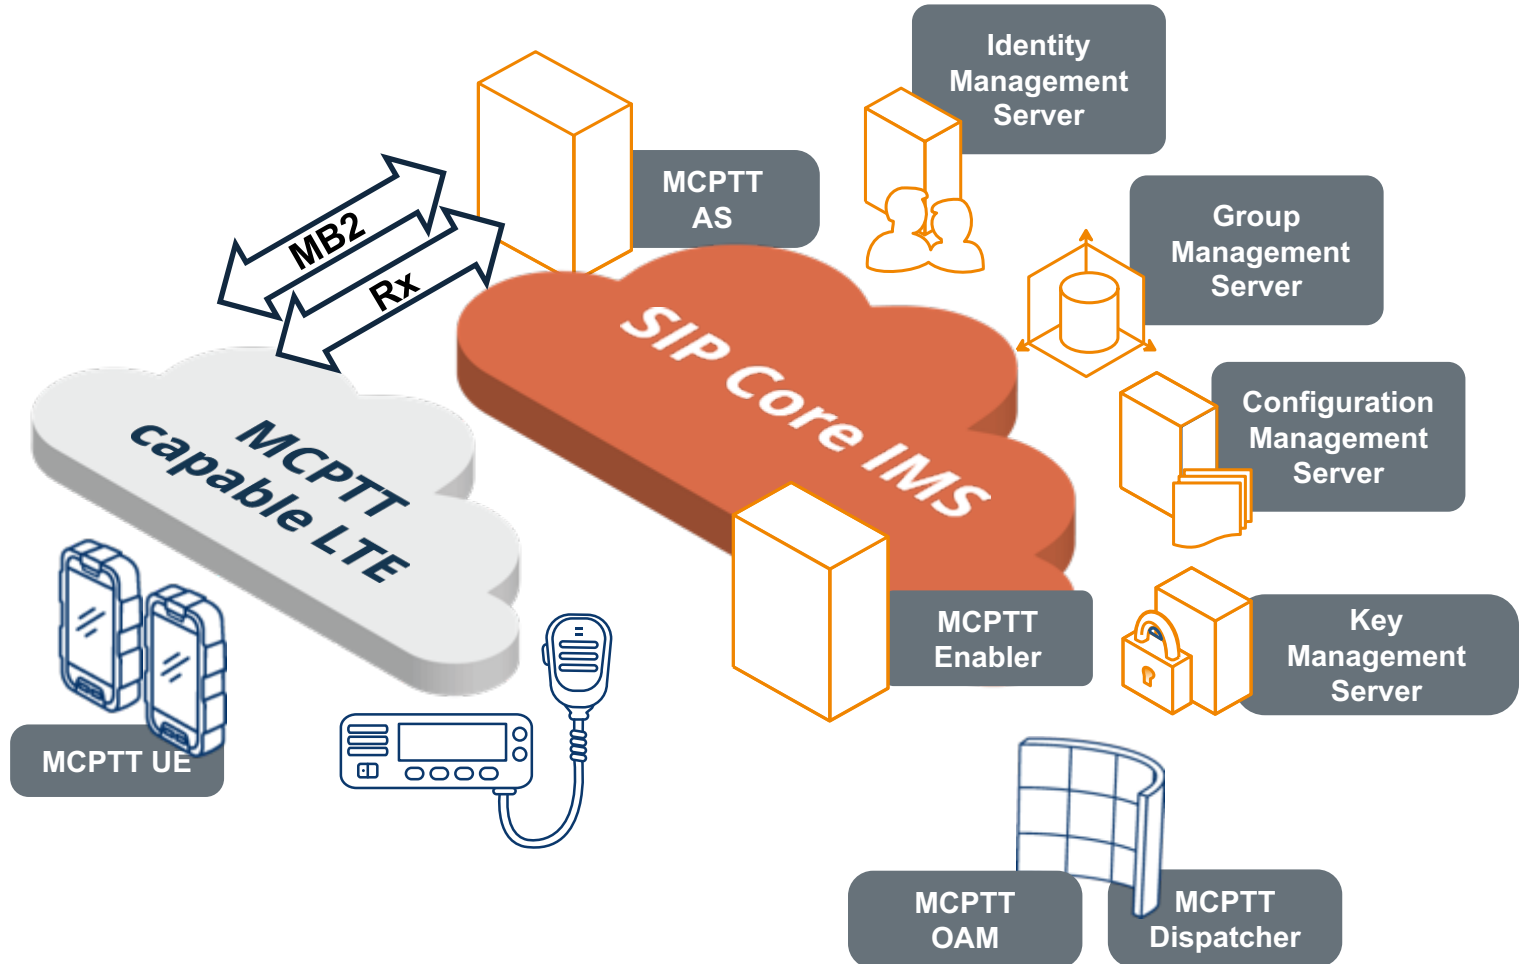 Identity
Management
Server
MCPTT
AS
Group
Management
Server
MB2
Rx
SIP Core IMS
Configuration
Management
Server
MCPTT
capable LTE
MCPTT
Enabler
Key
Management
Server
MCPTT UE
MCPTT
OAM
MCPTT
Dispatcher